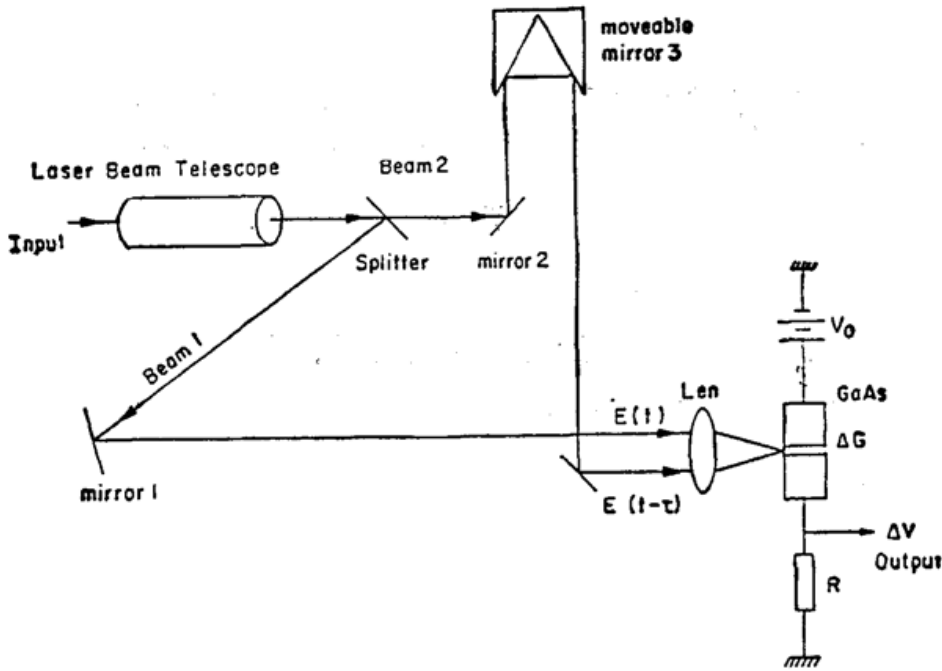 moveable
mirror 3
Laser Beam Telescope
Beam 2
Input
Splitter
mirror 2
Beam 1
V₀
Len
GaAs
E(t)
ΔG
mirror 1
E (t-τ)
ΔV
Output
R